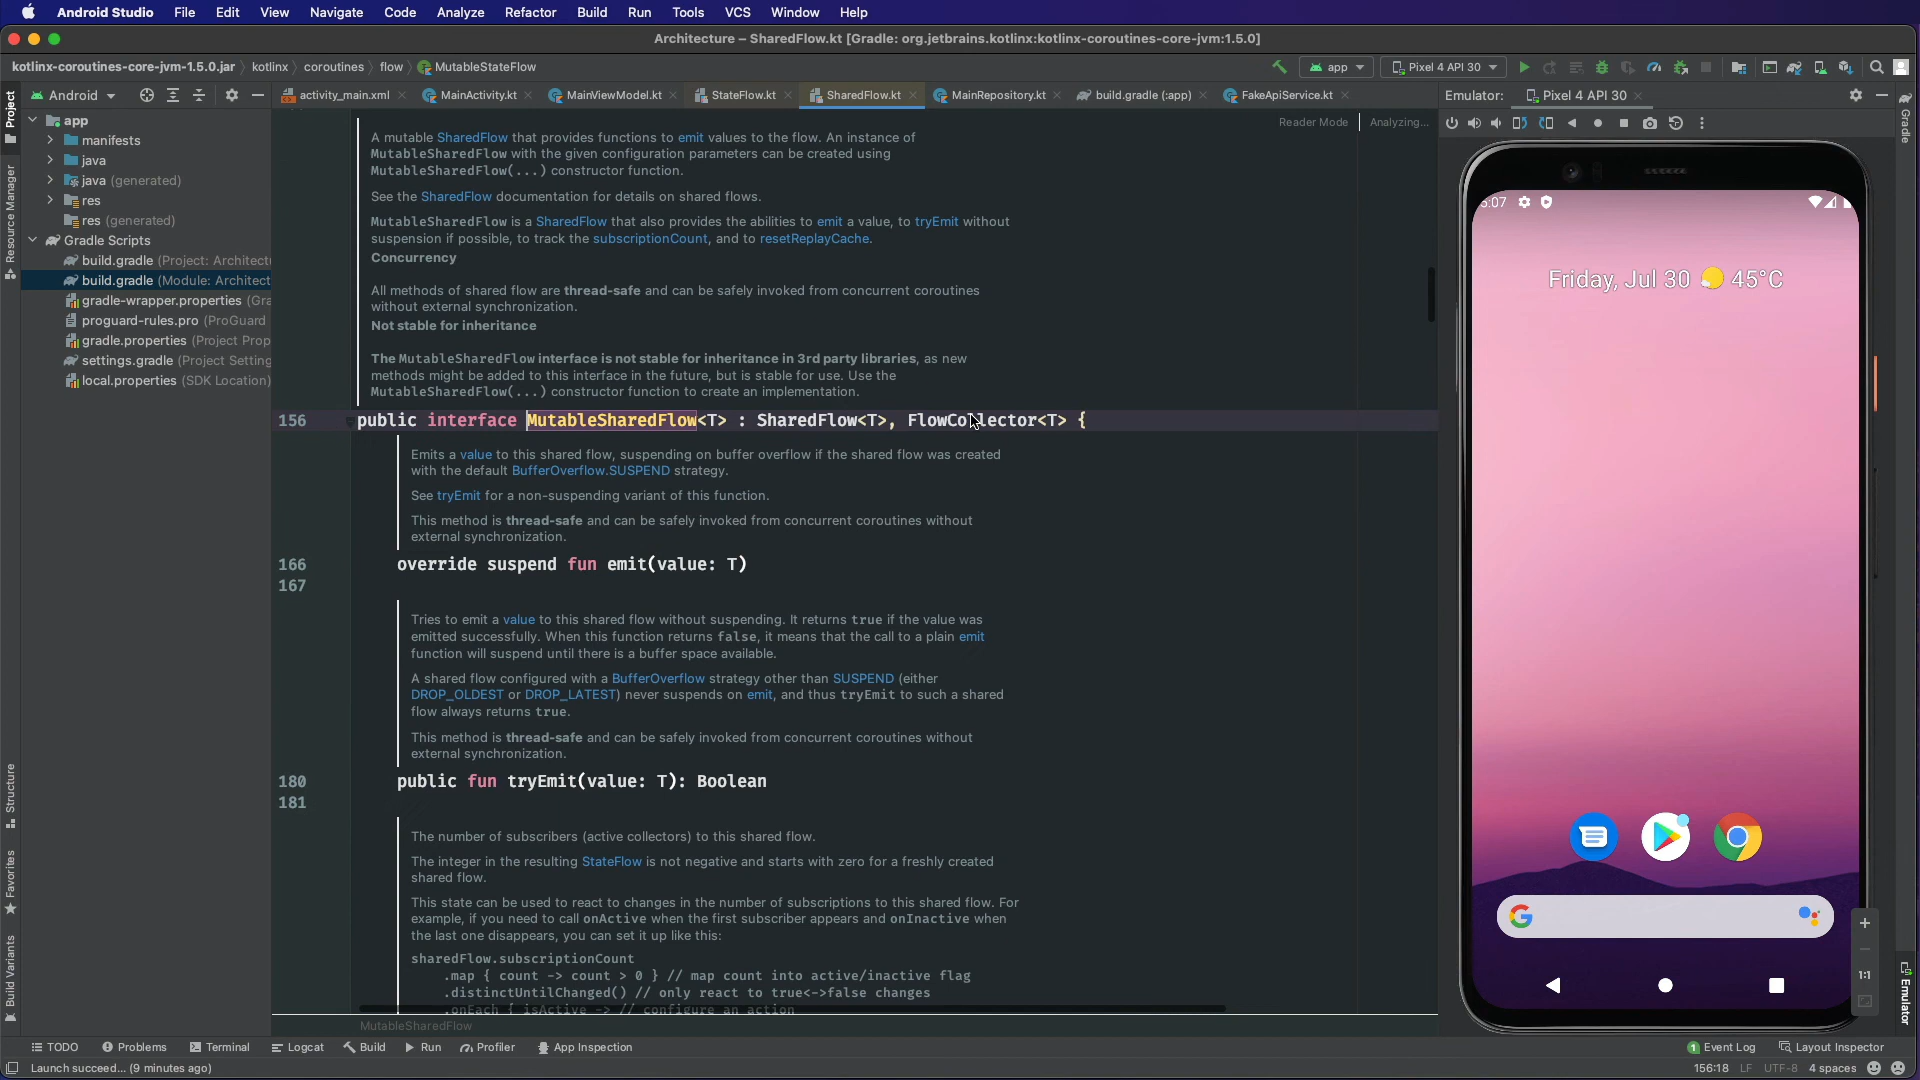 Android Studio File Edit View Navigate Code Analyze Refactor Build Run Tools VCS Window Help
Architecture – SharedFlow.kt [Gradle: org.jetbrains.kotlinx:kotlinx-coroutines-core-jvm:1.5.0]
kotlinx-coroutines-core-jvm-1.5.0.jar kotlinx coroutines flow MutableStateFlow app Pixel 4 API 30
Android activity_main.xml MainActivity.kt MainViewModel.kt StateFlow.kt SharedFlow.kt MainRepository.kt build.gradle (:app) FakeApiService.kt Emulator: Pixel 4 API 30
Project
Resource Manager
Structure
Favorites
Build Variants
app
manifests
java
java (generated)
res
res (generated)
Gradle Scripts
build.gradle (Project: Architect
build.gradle (Module: Architect
gradle-wrapper.properties (Gra
proguard-rules.pro (ProGuard
gradle.properties (Project Prop
settings.gradle (Project Setting
local.properties (SDK Location)
Reader Mode Analyzing...
A mutable SharedFlow that provides functions to emit values to the flow. An instance of
MutableSharedFlow with the given configuration parameters can be created using
MutableSharedFlow(...) constructor function.
See the SharedFlow documentation for details on shared flows.
MutableSharedFlow is a SharedFlow that also provides the abilities to emit a value, to tryEmit without
suspension if possible, to track the subscriptionCount, and to resetReplayCache.
Concurrency
All methods of shared flow are thread-safe and can be safely invoked from concurrent coroutines
without external synchronization.
Not stable for inheritance
The MutableSharedFlow interface is not stable for inheritance in 3rd party libraries, as new
methods might be added to this interface in the future, but is stable for use. Use the
MutableSharedFlow(...) constructor function to create an implementation.
156 public interface MutableSharedFlow<T> : SharedFlow<T>, FlowCollector<T> {
Emits a value to this shared flow, suspending on buffer overflow if the shared flow was created
with the default BufferOverflow.SUSPEND strategy.
See tryEmit for a non-suspending variant of this function.
This method is thread-safe and can be safely invoked from concurrent coroutines without
external synchronization.
166 override suspend fun emit(value: T)
167
Tries to emit a value to this shared flow without suspending. It returns true if the value was
emitted successfully. When this function returns false, it means that the call to a plain emit
function will suspend until there is a buffer space available.
A shared flow configured with a BufferOverflow strategy other than SUSPEND (either
DROP_OLDEST or DROP_LATEST) never suspends on emit, and thus tryEmit to such a shared
flow always returns true.
This method is thread-safe and can be safely invoked from concurrent coroutines without
external synchronization.
180 public fun tryEmit(value: T): Boolean
181
The number of subscribers (active collectors) to this shared flow.
The integer in the resulting StateFlow is not negative and starts with zero for a freshly created
shared flow.
This state can be used to react to changes in the number of subscriptions to this shared flow. For
example, if you need to call onActive when the first subscriber appears and onInactive when
the last one disappears, you can set it up like this:
sharedFlow.subscriptionCount
.map { count -> count > 0 } // map count into active/inactive flag
.distinctUntilChanged() // only react to true<->false changes
.onEach { isActive -> // configure an action
MutableSharedFlow
5:07
Friday, Jul 30 45°C
1:1
Gradle
Emulator
TODO Problems Terminal Logcat Build Run Profiler App Inspection 1 Event Log Layout Inspector
Launch succeed... (9 minutes ago) 156:18 LF UTF-8 4 spaces